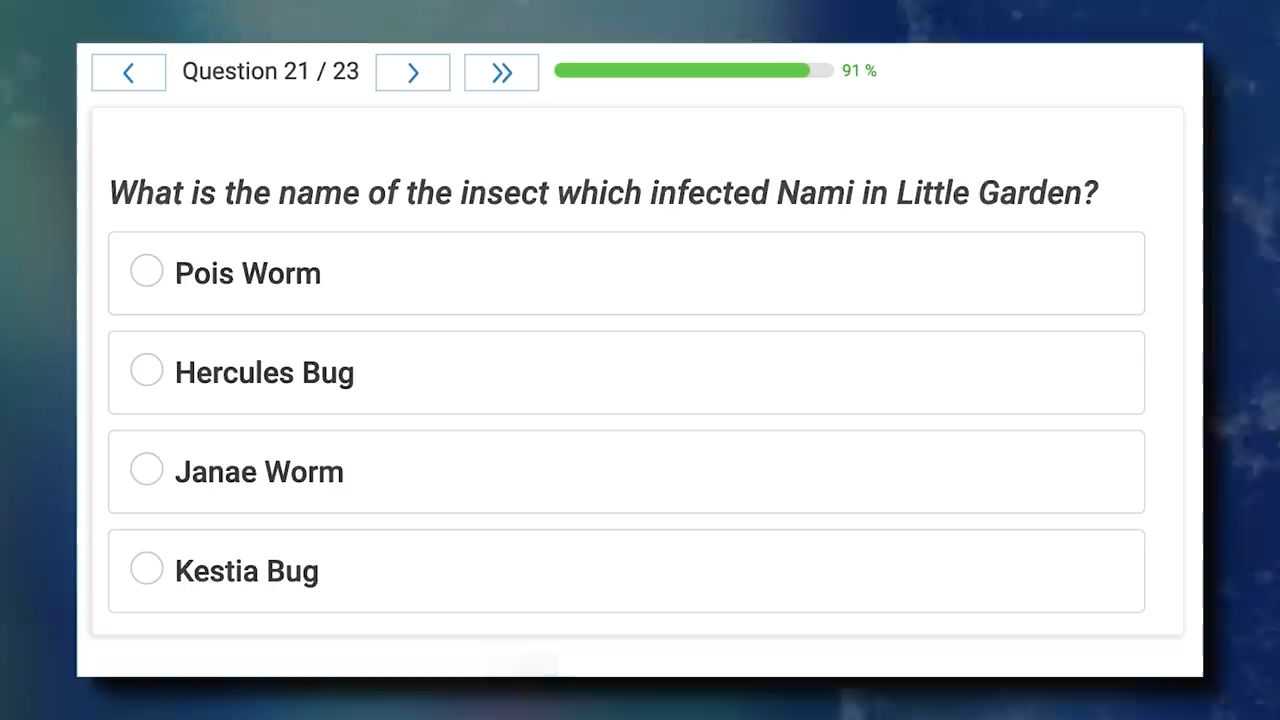 Question 21 / 23
91 %
What is the name of the insect which infected Nami in Little Garden?
Pois Worm
Hercules Bug
Janae Worm
Kestia Bug